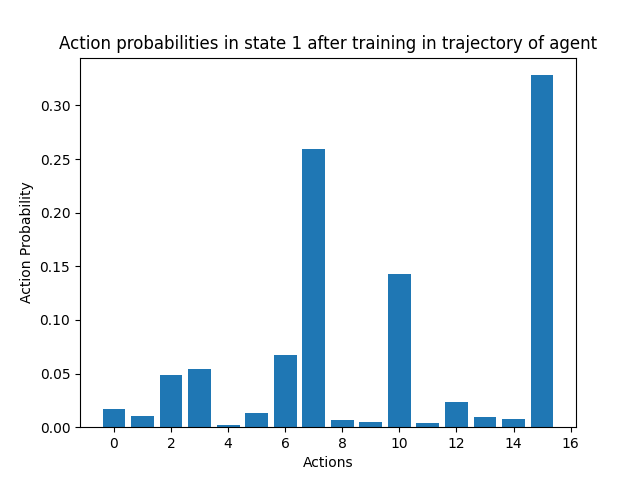 Action probabilities in state 1 after training in trajectory of agent
0.30
0.25
0.20
0.15
0.10
0.05
0.00
Action Probability
0 2 4 6 8 10 12 14 16
Actions